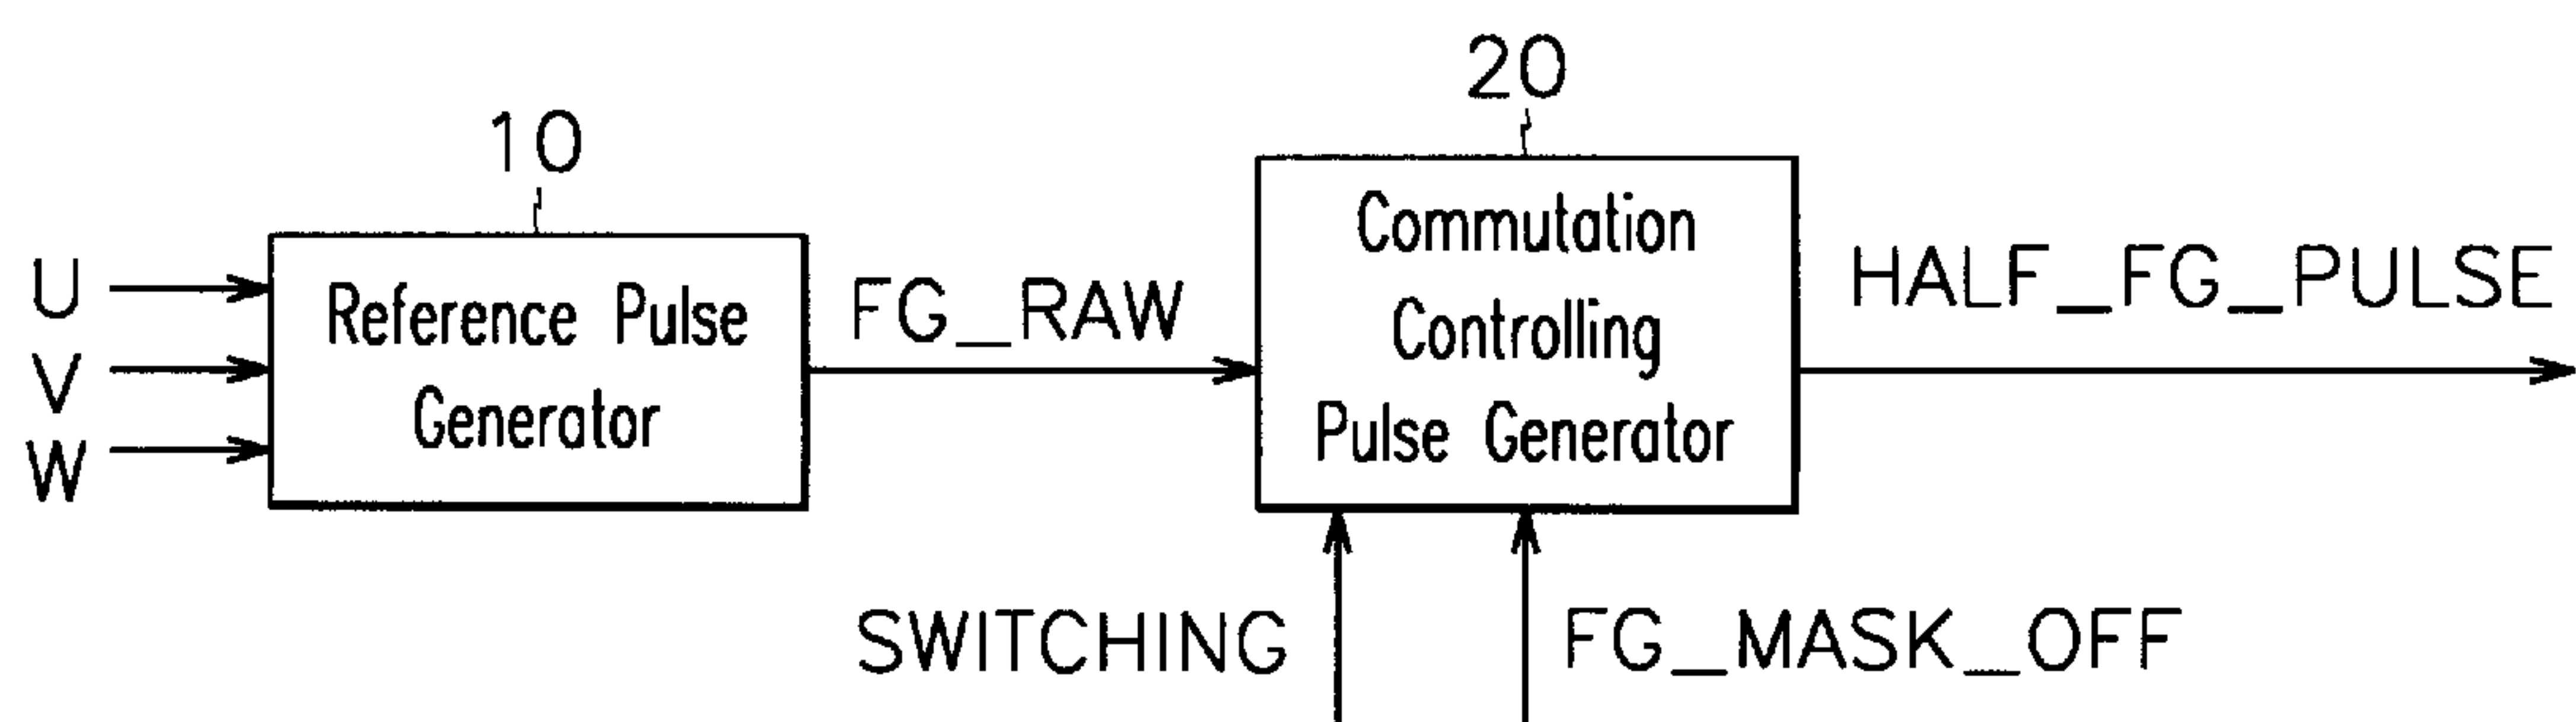 10
20
U
V
W
Reference Pulse
Generator
FG_RAW
Commutation
Controlling
Pulse Generator
HALF_FG_PULSE
SWITCHING
FG_MASK_OFF